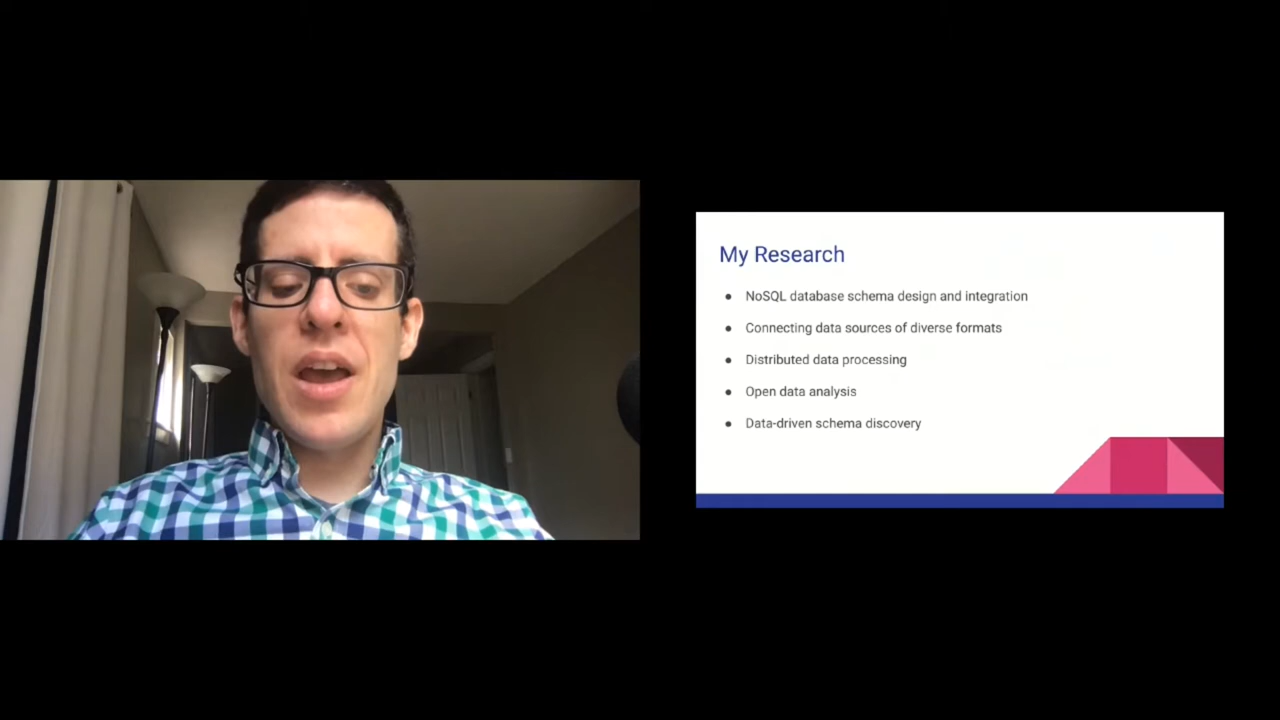 My Research
● NoSQL database schema design and integration
● Connecting data sources of diverse formats
● Distributed data processing
● Open data analysis
● Data-driven schema discovery